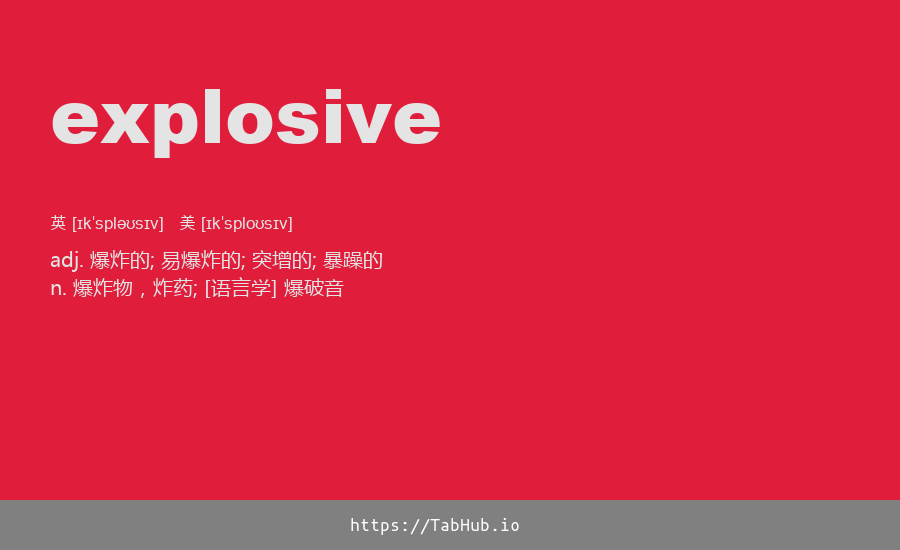 explosive
英 [ɪkˈspləʊsɪv] 美 [ɪkˈsploʊsɪv]
adj. 爆炸的; 易爆炸的; 突增的; 暴躁的
n. 爆炸物，炸药; [语言学] 爆破音
https://TabHub.io